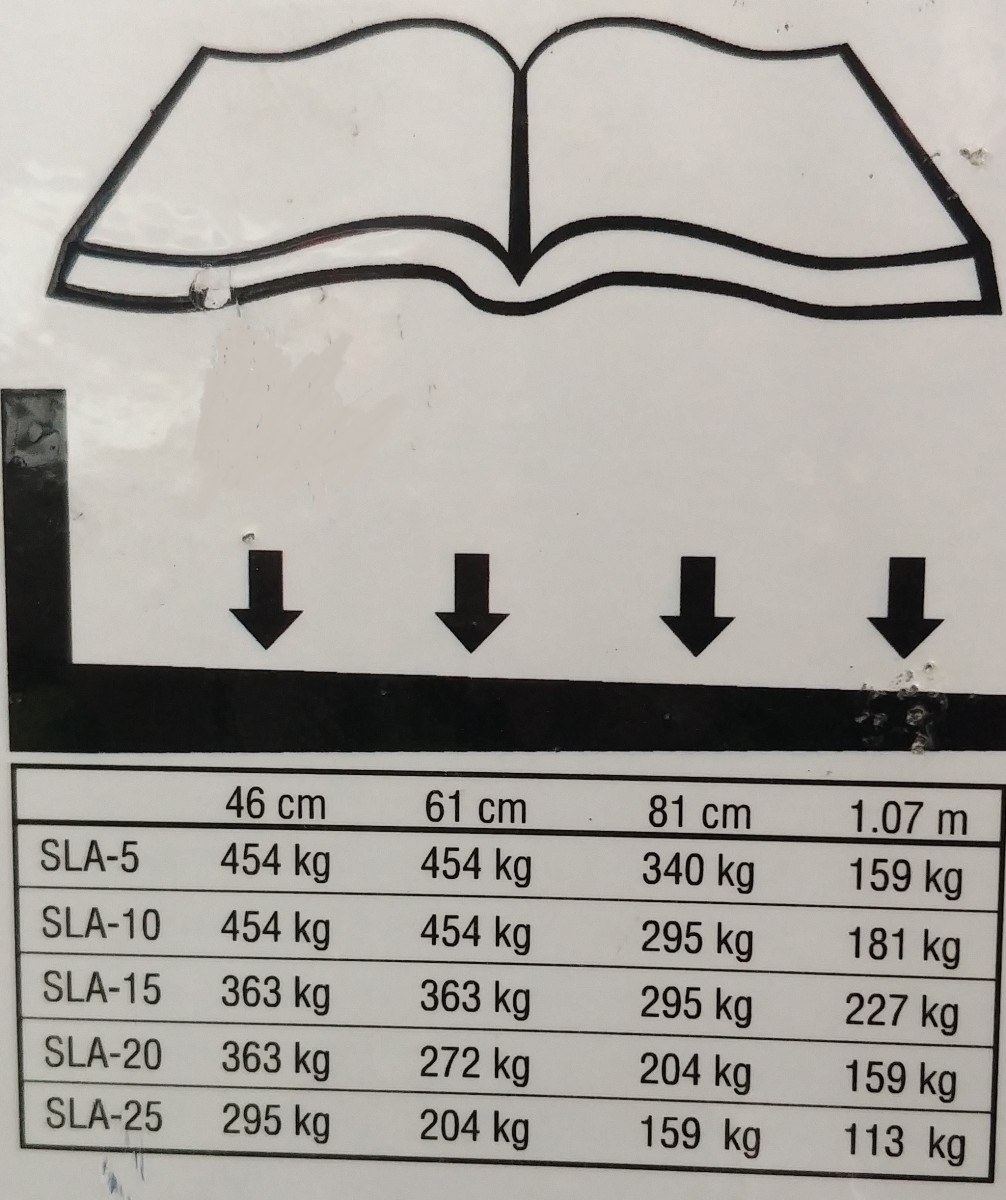 46 cm 61 cm 81 cm 1.07 m
SLA-5 454 kg 454 kg 340 kg 159 kg
SLA-10 454 kg 454 kg 295 kg 181 kg
SLA-15 363 kg 363 kg 295 kg 227 kg
SLA-20 363 kg 272 kg 204 kg 159 kg
SLA-25 295 kg 204 kg 159 kg 113 kg